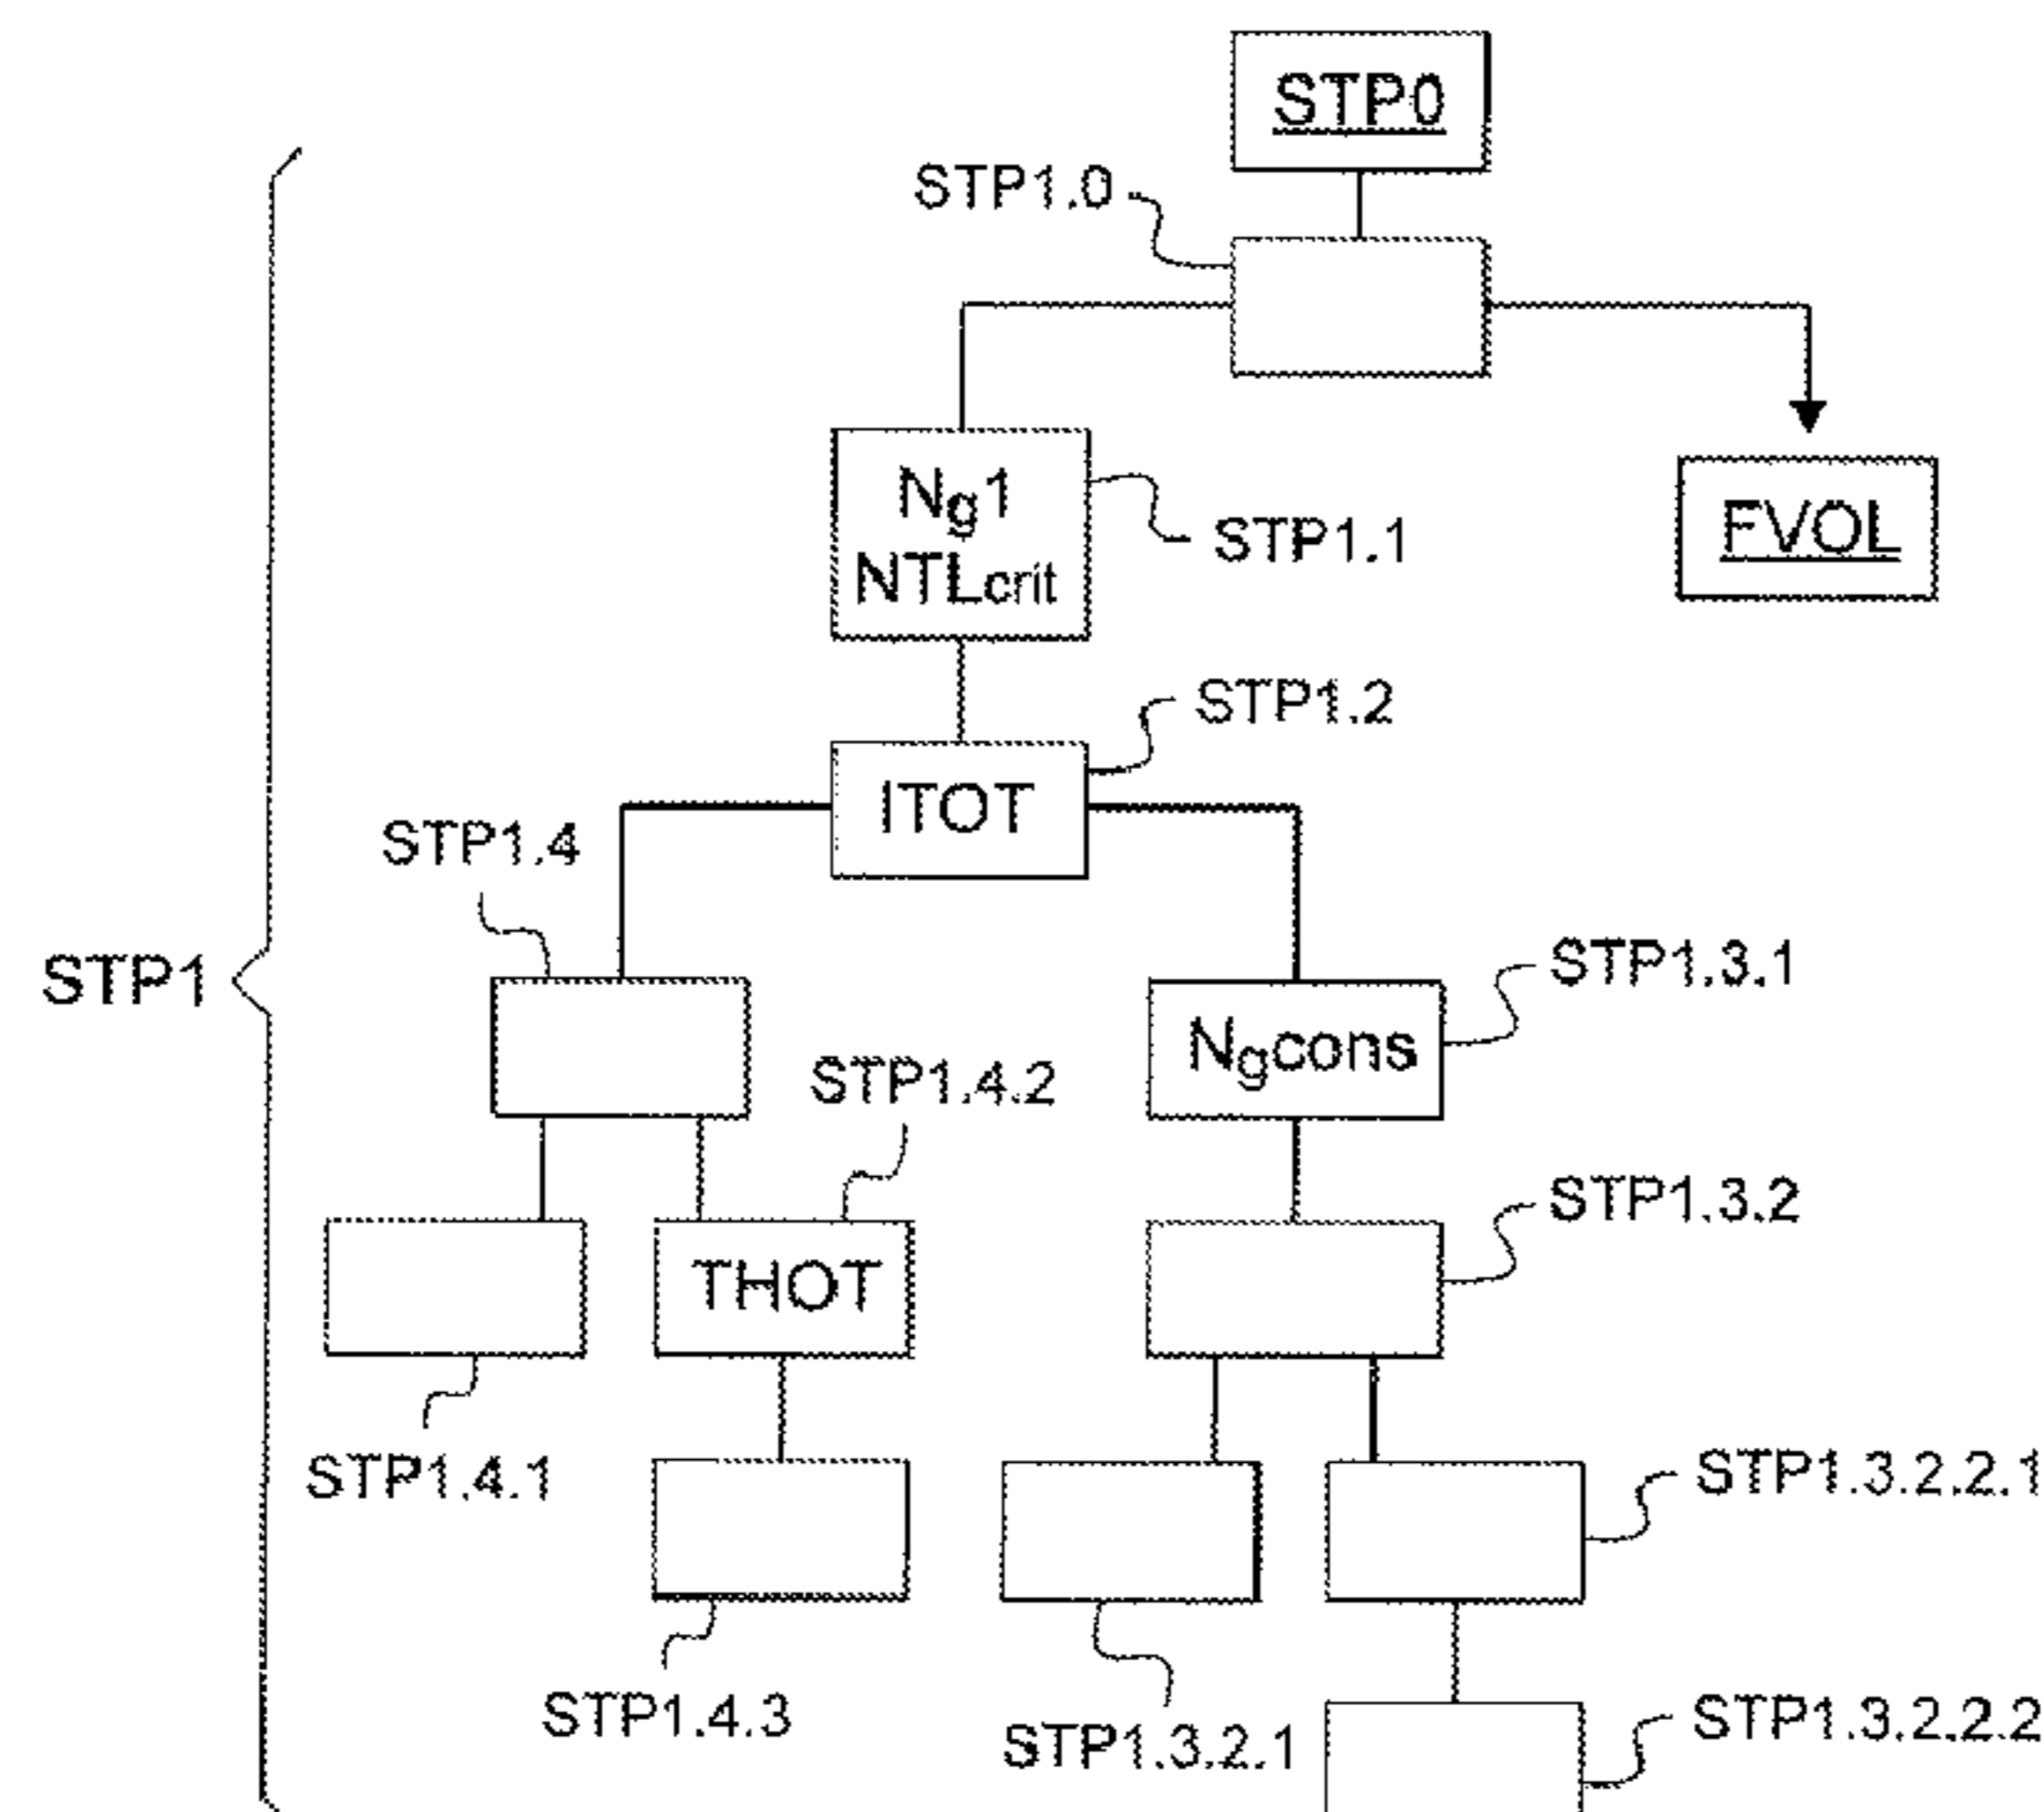 STP0
STP1.0
Ng1
NTLcrit
STP1.1
FVOL
STP1.2
ITOT
STP1.4
STP1
STP1.3.1
Ngcons
STP1.4.2
STP1.3.2
THOT
STP1.4.1
STP1.3.2.2.1
STP1.4.3
STP1.3.2.1
STP1.3.2.2.2